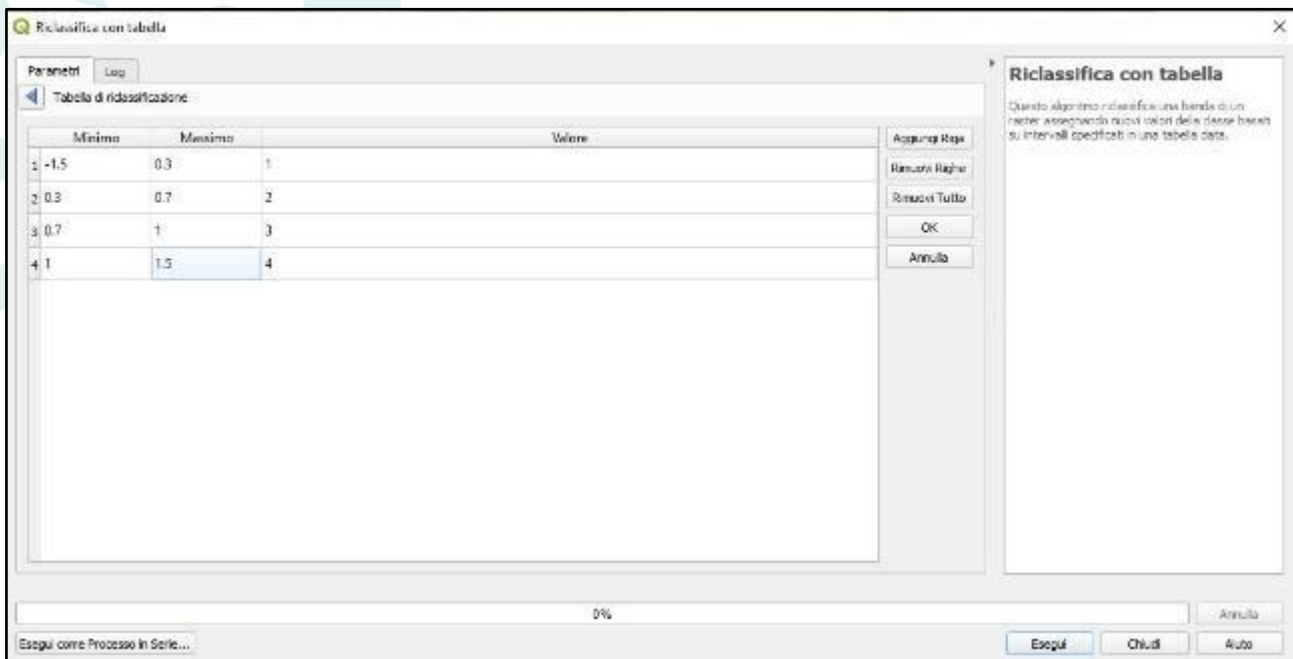 Riclassifica con tabella
Parametri Log
Tabella di riclassificazione
Minimo Massimo Valore
1 -1.5 0.3 1
2 0.3 0.7 2
3 0.7 1 3
4 1 1.5 4
Aggiungi Riga
Rimuovi Righe
Rimuovi Tutto
OK
Annulla
Riclassifica con tabella
Questo algoritmo riclassifica una banda di un
raster assegnando nuovi valori della classe basati
su intervalli specificati in una tabella data.
0%
Annulla
Esegui come Processo in Serie...
Esegui Chiudi Aiuto